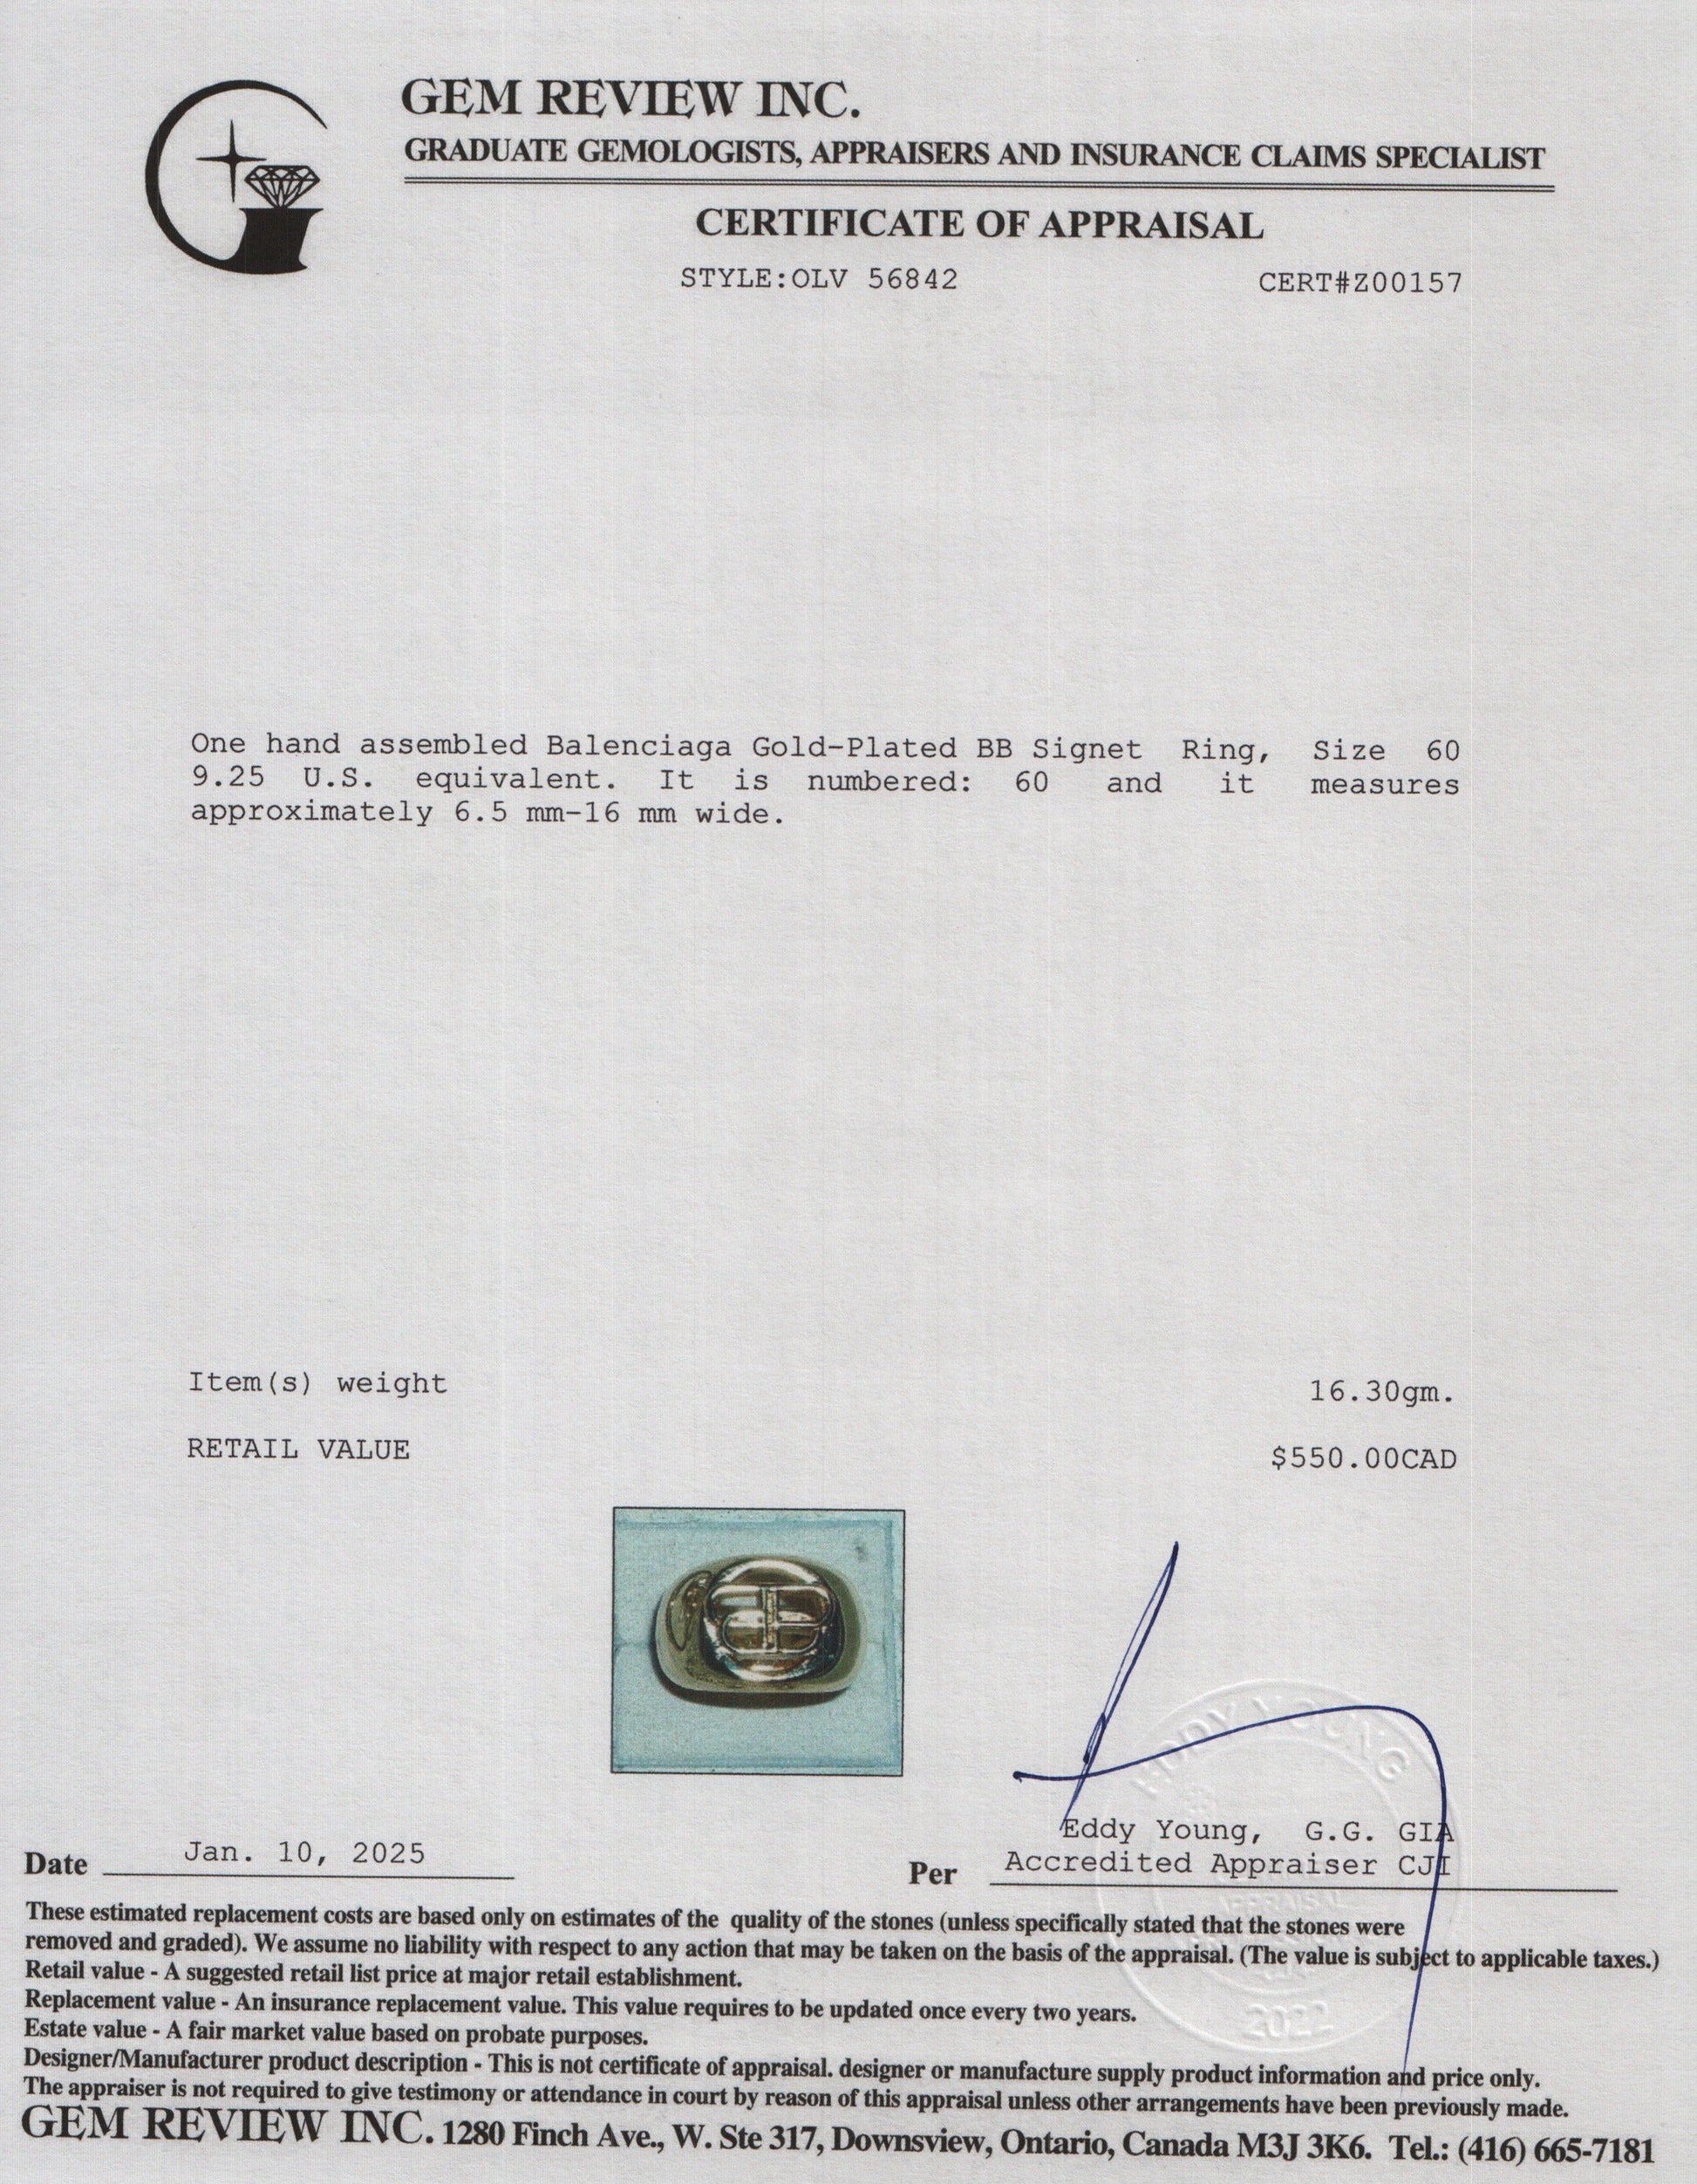 GEM REVIEW INC.
GRADUATE GEMOLOGISTS, APPRAISERS AND INSURANCE CLAIMS SPECIALIST
CERTIFICATE OF APPRAISAL
STYLE:OLV 56842 CERT#Z00157
One hand assembled Balenciaga Gold-Plated BB Signet Ring, Size 60
9.25 U.S. equivalent. It is numbered: 60 and it measures
approximately 6.5 mm-16 mm wide.
Item(s) weight 16.30gm.
RETAIL VALUE $550.00CAD
EDDY YOUNG
Eddy Young, G.G. GIA
Date Jan. 10, 2025 Per Accredited Appraiser CJI
APPRAISAL
2022
These estimated replacement costs are based only on estimates of the quality of the stones (unless specifically stated that the stones were
removed and graded). We assume no liability with respect to any action that may be taken on the basis of the appraisal. (The value is subject to applicable taxes.)
Retail value - A suggested retail list price at major retail establishment.
Replacement value - An insurance replacement value. This value requires to be updated once every two years.
Estate value - A fair market value based on probate purposes.
Designer/Manufacturer product description - This is not certificate of appraisal. designer or manufacture supply product information and price only.
The appraiser is not required to give testimony or attendance in court by reason of this appraisal unless other arrangements have been previously made.
GEM REVIEW INC. 1280 Finch Ave., W. Ste 317, Downsview, Ontario, Canada M3J 3K6. Tel.: (416) 665-7181